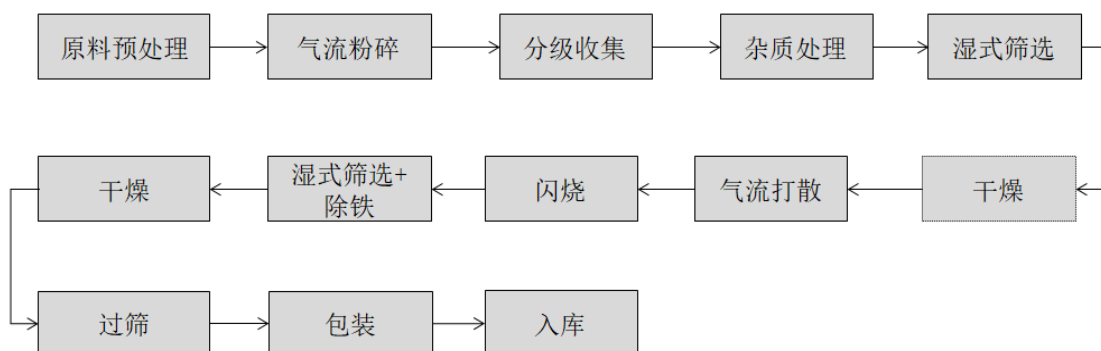 原料预处理
气流粉碎
分级收集
杂质处理
湿式筛选
干燥
气流打散
闪烧
湿式筛选+
除铁
干燥
过筛
包装
入库